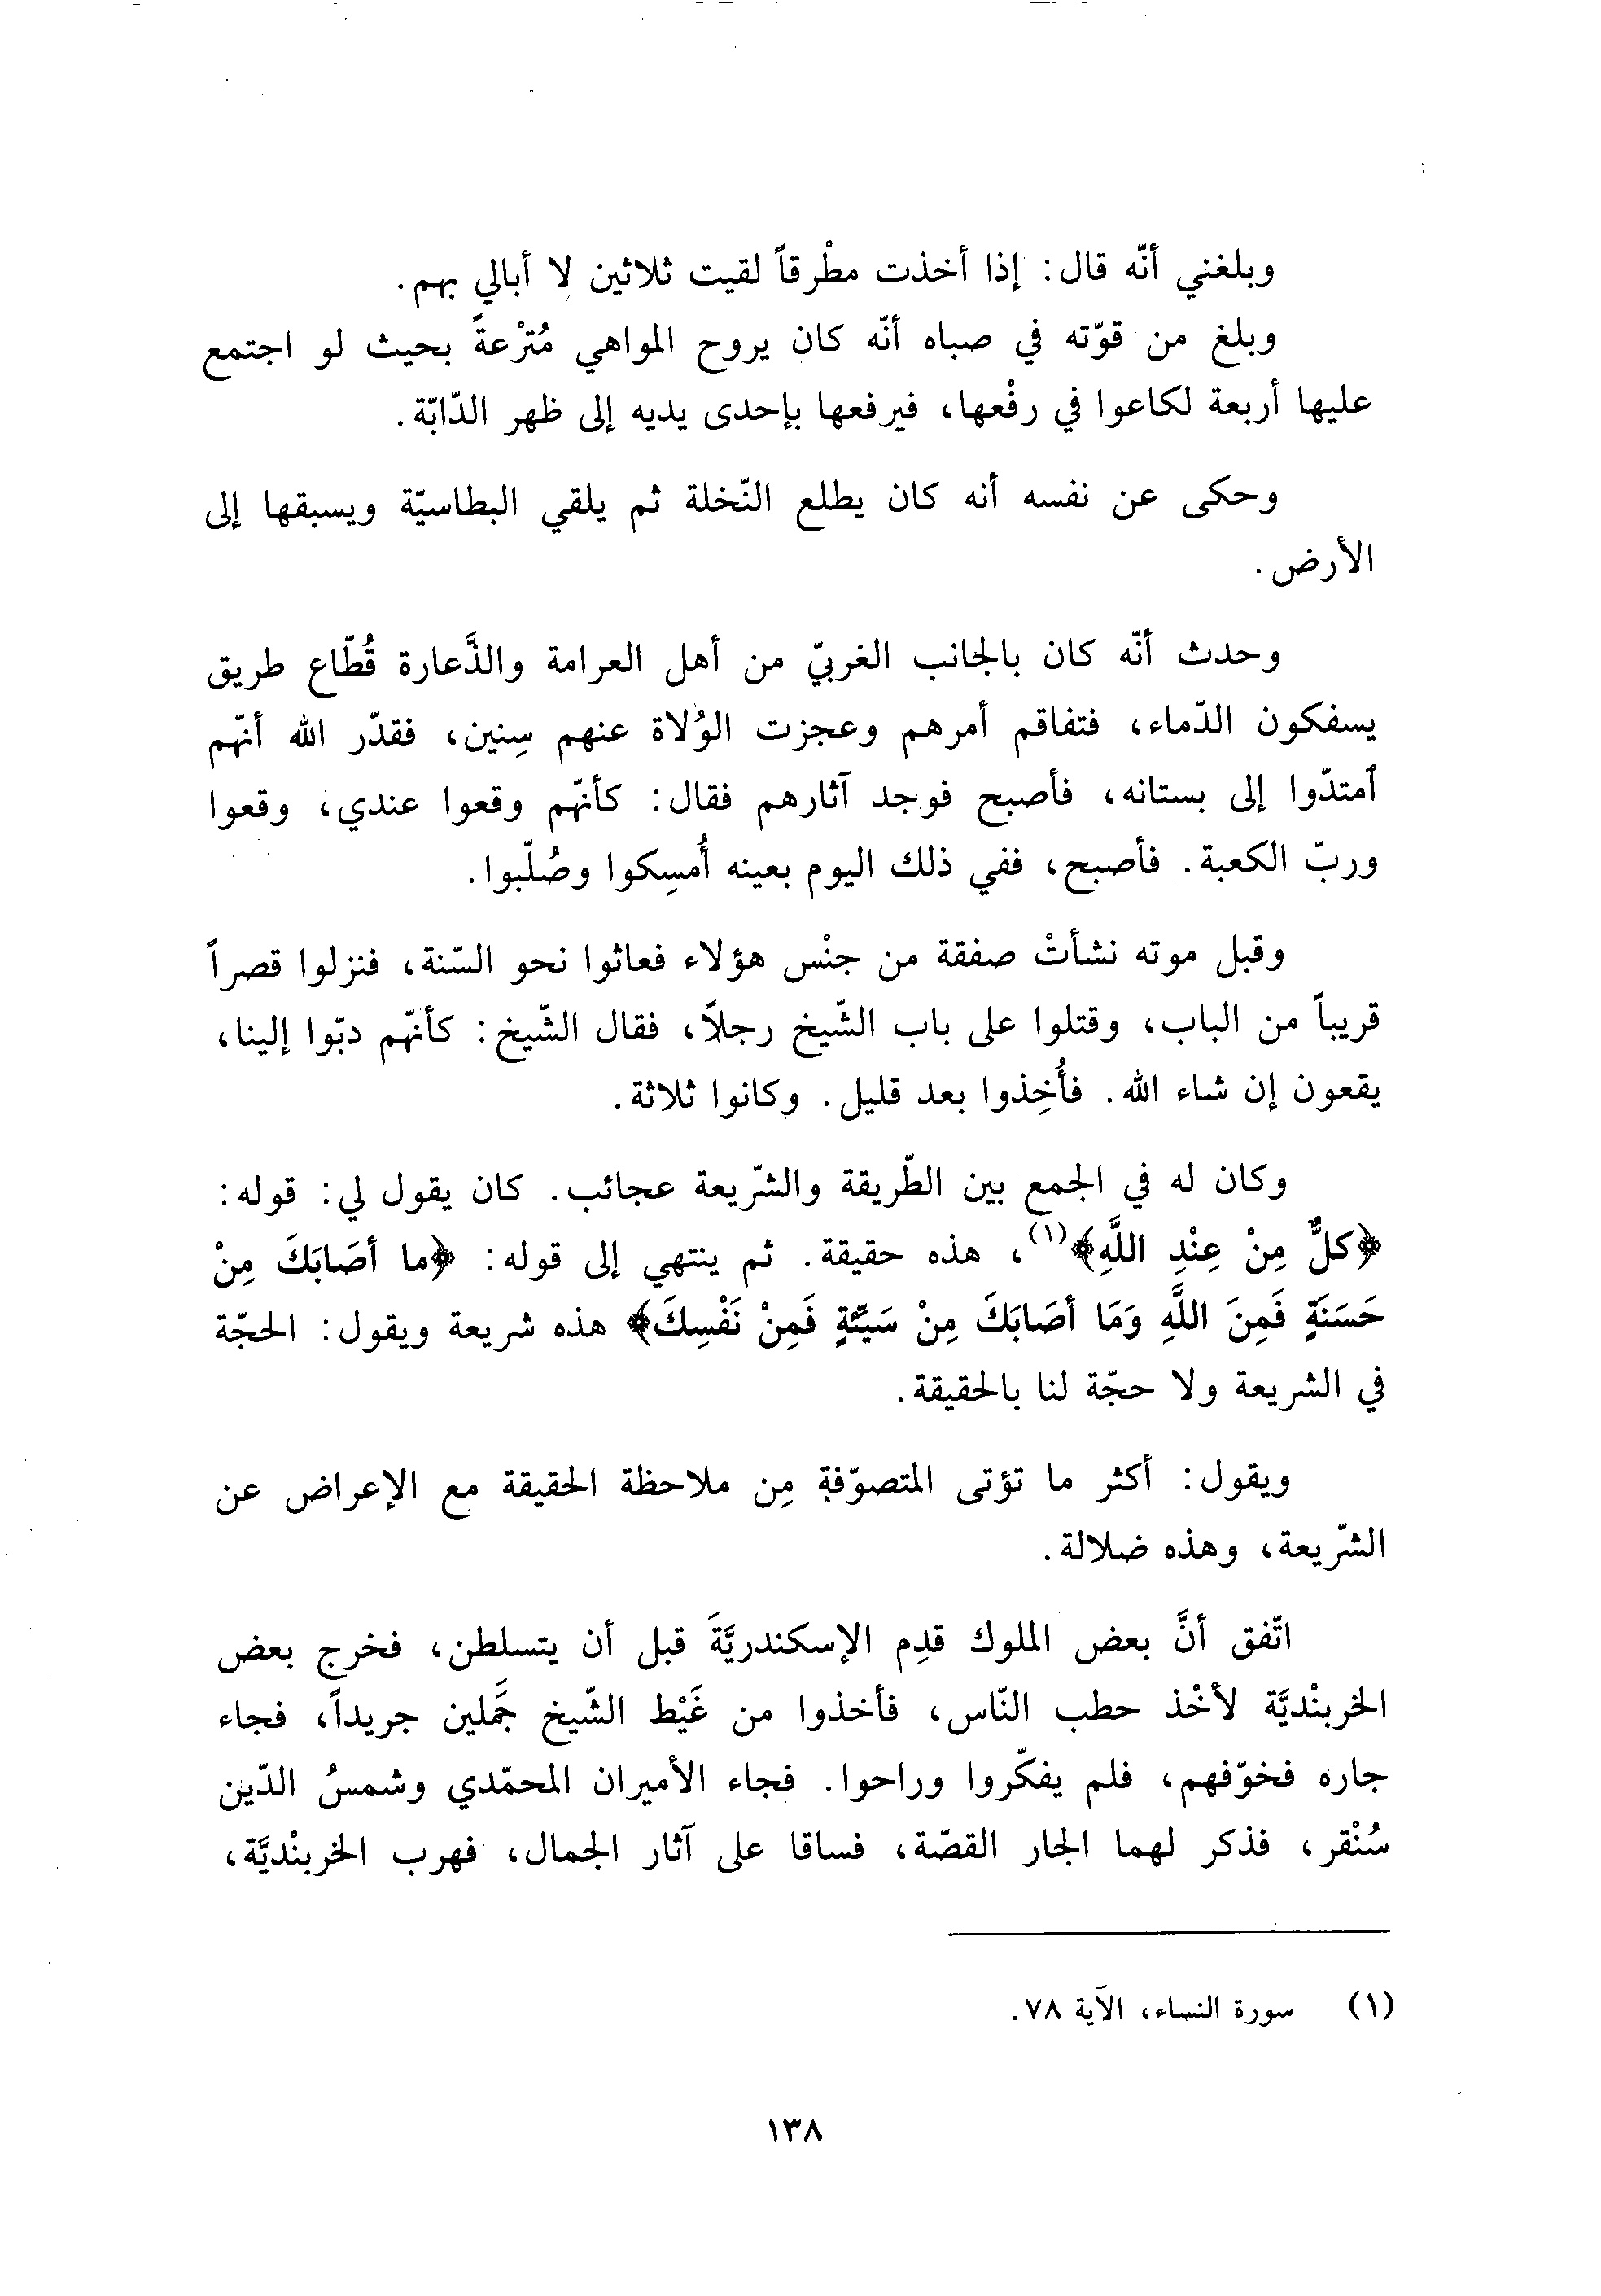 وبلغني أنّه قال: إذا أخذت مطْرقاً لقيت ثلاثين لا أبالي بهم.
وبلغ من قوّته في صباه أنّه كان يروح المواهي مُتْرعةً بحيث لو اجتمع
عليها أربعة لكاعوا في رفْعها، فيرفعها بإحدى يديه إلى ظهر الدّابّة.
وحكى عن نفسه أنه كان يطلع النّخلة ثم يلقي البطاسيّة ويسبقها إلى
الأرض.
وحدث أنّه كان بالجانب الغربيّ من أهل العرامة والذَّعارة قُطّاع طريق
يسفكون الدّماء، فتفاقم أمرهم وعجزت الوُلاة عنهم سِنين، فقدّر الله أنّهم
ٱمتدّوا إلى بستانه، فأصبح فوجد آثارهم فقال: كأنّهم وقعوا عندي، وقعوا
وربّ الكعبة. فأصبح، ففي ذلك اليوم بعينه أُمسِكوا وصُلّبوا.
وقبل موته نشأتْ صفقة من جنْس هؤلاء فعاثوا نحو السّنة، فنزلوا قصراً
قريباً من الباب، وقتلوا على باب الشّيخ رجلاً، فقال الشّيخ: كأنّهم دبّوا إلينا،
يقعون إن شاء الله. فأُخِذوا بعد قليل. وكانوا ثلاثة.
وكان له في الجمع بين الطّريقة والشّريعة عجائب. كان يقول لي: قوله:
﴿كلٌّ مِنْ عِنْدِ اللَّهِ﴾(١)، هذه حقيقة. ثم ينتهي إلى قوله: ﴿ما أصَابَكَ مِنْ
حَسَنَةٍ فَمِنَ اللَّهِ وَمَا أصَابَكَ مِنْ سَيِّئةٍ فَمِنْ نَفْسِكَ﴾ هذه شريعة ويقول: الحجّة
في الشريعة ولا حجّة لنا بالحقيقة.
ويقول: أكثر ما تؤتى المتصوّفة مِن ملاحظة الحقيقة مع الإعراض عن
الشّريعة، وهذه ضلالة.
اتّفق أنَّ بعض الملوك قدِم الإسكندريَّةَ قبل أن يتسلطن، فخرج بعض
الخربنْديَّة لأخْذ حطب النّاس، فأخذوا من غَيْط الشّيخ جَملين جريداً، فجاء
جاره فخوّفهم، فلم يفكّروا وراحوا. فجاء الأميران المحمّدي وشمسُ الدّين
سُنْقر، فذكر لهما الجار القصّة، فساقا على آثار الجمال، فهرب الخربنْديَّة،
(١) سورة النساء، الآية ٧٨.
١٣٨